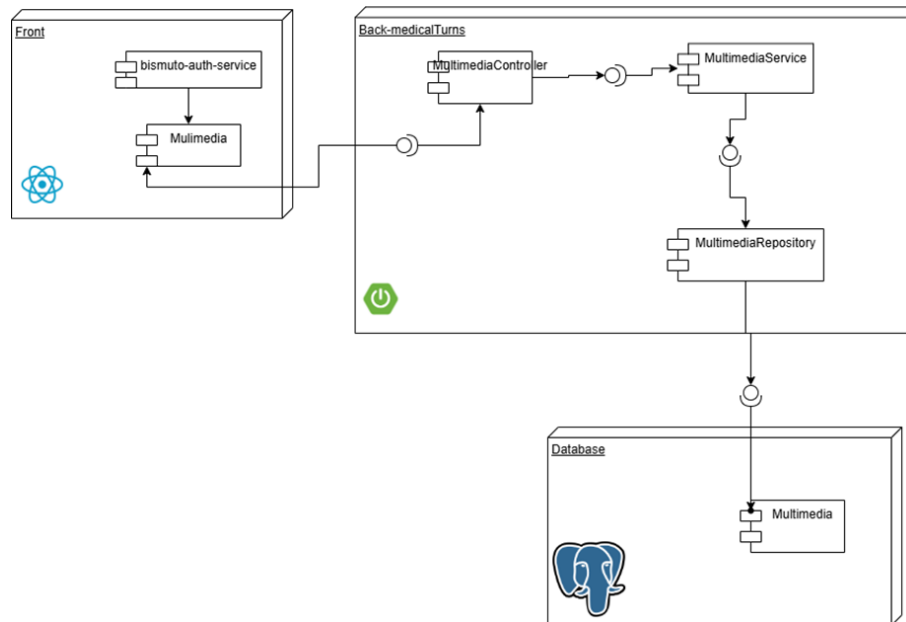 Front
bismuto-auth-service
Mulimedia
Back-medicalTurns
MultimediaController
MultimediaService
MultimediaRepository
Database
Multimedia